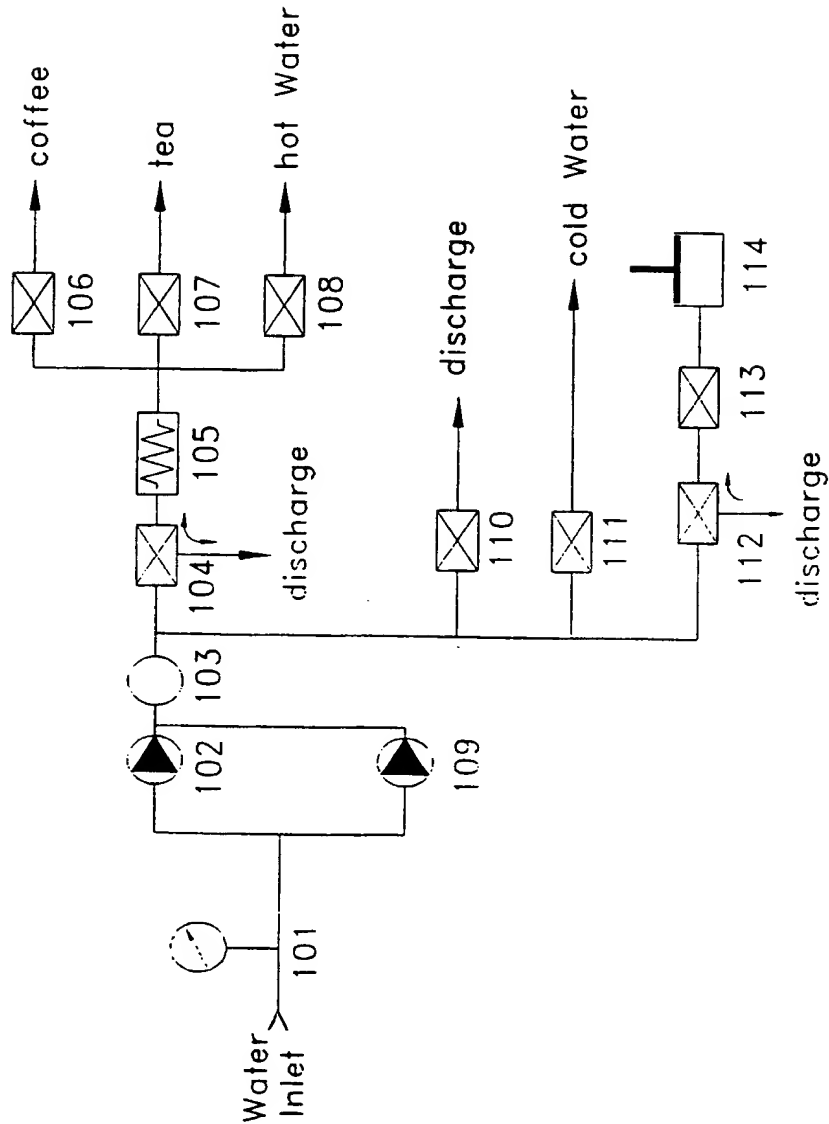 coffee
106
tea
107
hot Water
108
105
104
discharge
103
102
109
101
Water
Inlet
discharge
110
cold Water
111
114
113
112
discharge